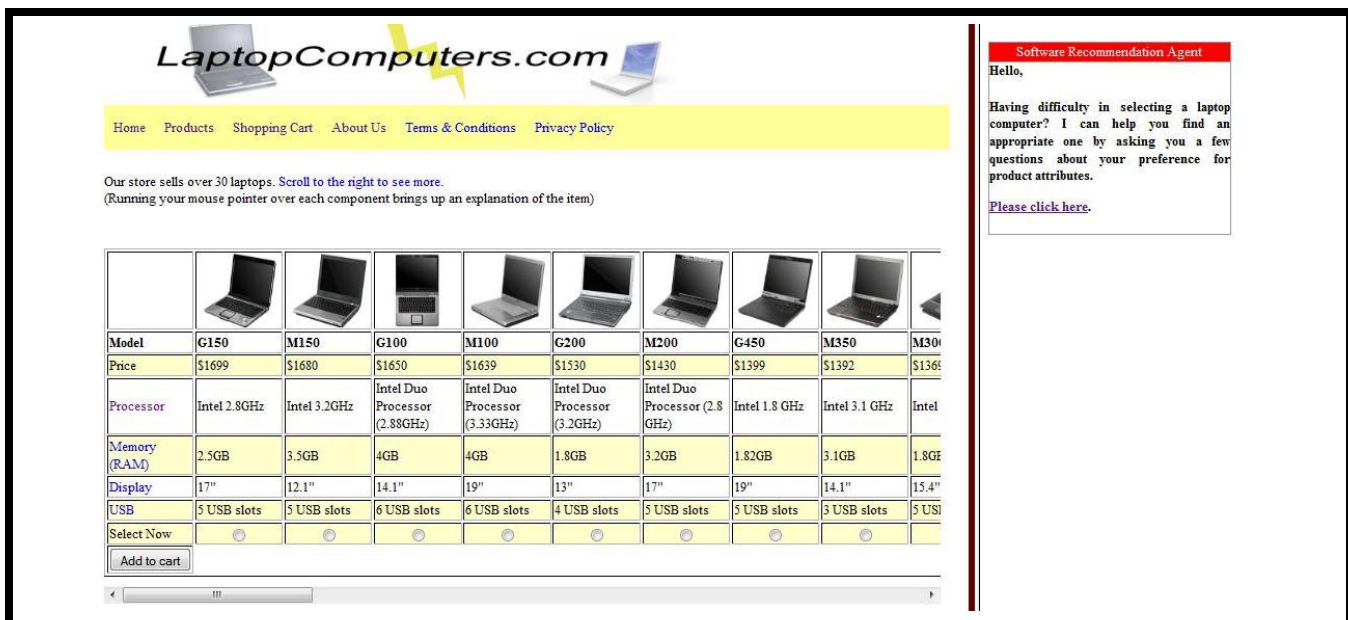 LaptopComputers.com
Home Products Shopping Cart About Us Terms & Conditions Privacy Policy
Our store sells over 30 laptops. Scroll to the right to see more.
(Running your mouse pointer over each component brings up an explanation of the item)
Model G150 M150 G100 M100 G200 M200 G450 M350 M300
Price $1699 $1680 $1650 $1639 $1530 $1430 $1399 $1392 $1369
Processor Intel 2.8GHz Intel 3.2GHz Intel Duo Processor (2.88GHz) Intel Duo Processor (3.33GHz) Intel Duo Processor (3.2GHz) Intel Duo Processor (2.8 GHz) Intel 1.8 GHz Intel 3.1 GHz Intel
Memory (RAM) 2.5GB 3.5GB 4GB 4GB 1.8GB 3.2GB 1.82GB 3.1GB 1.8GB
Display 17" 12.1" 14.1" 19" 13" 17" 19" 14.1" 15.4"
USB 5 USB slots 5 USB slots 6 USB slots 6 USB slots 4 USB slots 5 USB slots 5 USB slots 3 USB slots 5 US
Select Now
Add to cart
Software Recommendation Agent
Hello,
Having difficulty in selecting a laptop
computer? I can help you find an
appropriate one by asking you a few
questions about your preference for
product attributes.
Please click here.